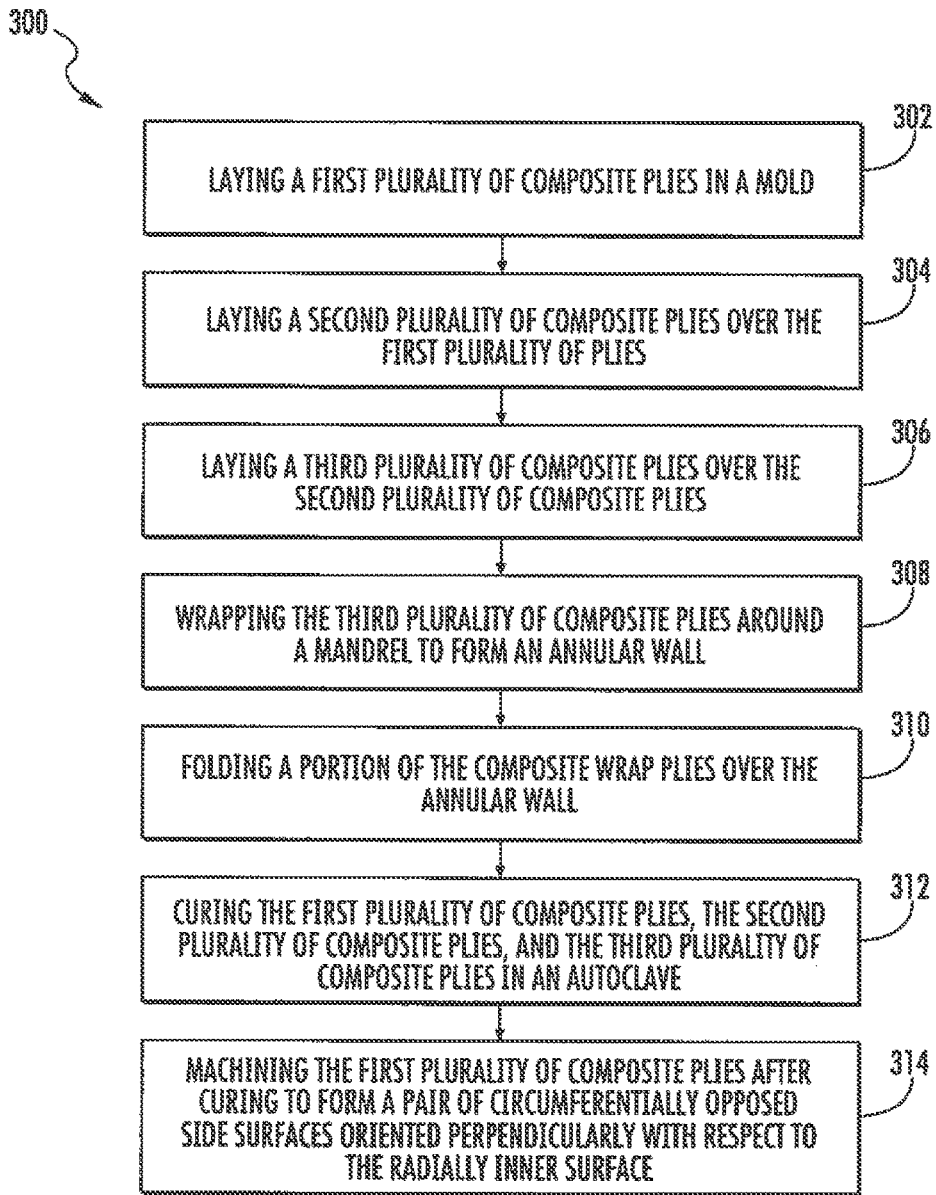 300
302
LAYING A FIRST PLURALITY OF COMPOSITE PLIES IN A MOLD
304
LAYING A SECOND PLURALITY OF COMPOSITE PLIES OVER THE
FIRST PLURALITY OF PLIES
306
LAYING A THIRD PLURALITY OF COMPOSITE PLIES OVER THE
SECOND PLURALITY OF COMPOSITE PLIES
308
WRAPPING THE THIRD PLURALITY OF COMPOSITE PLIES AROUND
A MANDREL TO FORM AN ANNULAR WALL
310
FOLDING A PORTION OF THE COMPOSITE WRAP PLIES OVER THE
ANNULAR WALL
312
CURING THE FIRST PLURALITY OF COMPOSITE PLIES, THE SECOND
PLURALITY OF COMPOSITE PLIES, AND THE THIRD PLURALITY OF
COMPOSITE PLIES IN AN AUTOCLAVE
314
MACHINING THE FIRST PLURALITY OF COMPOSITE PLIES AFTER
CURING TO FORM A PAIR OF CIRCUMFERENTIALLY OPPOSED
SIDE SURFACES ORIENTED PERPENDICULARLY WITH RESPECT TO
THE RADIALLY INNER SURFACE